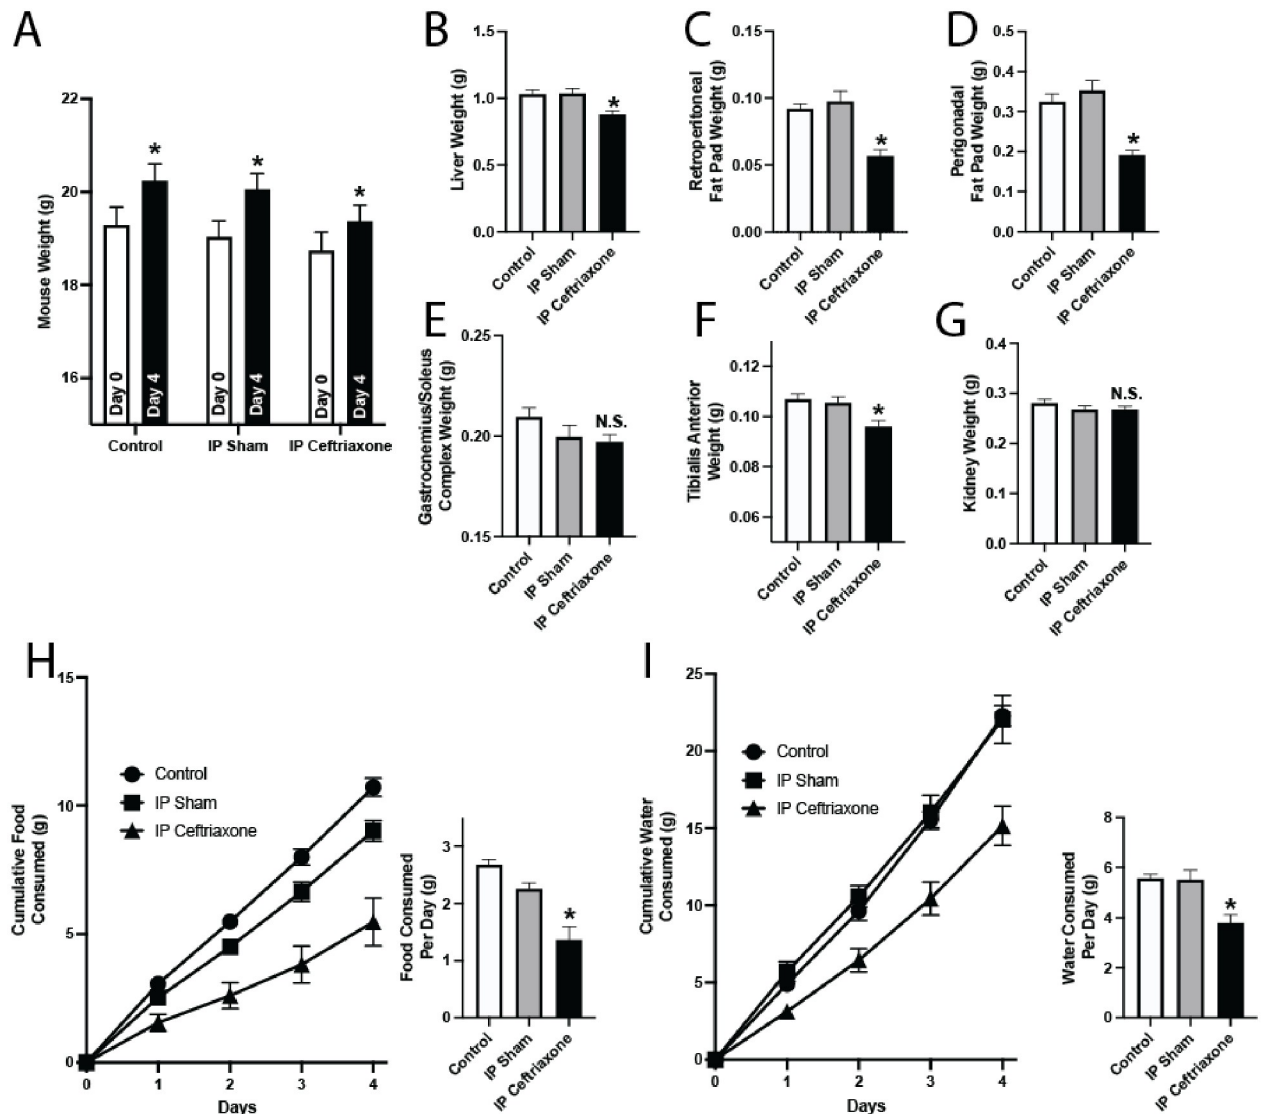 A
Mouse Weight (g)
22
20
18
16
*
*
*
Day 0
Day 4
Day 0
Day 4
Day 0
Day 4
Control
IP Sham
IP Ceftriaxone
B
Liver Weight (g)
1.5
1.0
0.5
0.0
*
Control
IP Sham
IP Ceftriaxone
C
Retroperitoneal
Fat Pad Weight (g)
0.15
0.10
0.05
0.00
*
Control
IP Sham
IP Ceftriaxone
D
Perigonadal
Fat Pad Weight (g)
0.5
0.4
0.3
0.2
0.1
0.0
*
Control
IP Sham
IP Ceftriaxone
E
Gastrocnemius/Soleus
Complex Weight (g)
0.25
0.20
0.15
N.S.
Control
IP Sham
IP Ceftriaxone
F
Tibialis Anterior
Weight (g)
0.12
0.10
0.08
0.06
*
Control
IP Sham
IP Ceftriaxone
G
Kidney Weight (g)
0.4
0.3
0.2
0.1
0.0
N.S.
Control
IP Sham
IP Ceftriaxone
H
Cumulative Food
Consumed (g)
15
10
5
0
Control
IP Sham
IP Ceftriaxone
0
1
2
3
4
Days
Food Consumed
Per Day (g)
3
2
1
0
*
Control
IP Sham
IP Ceftriaxone
I
Cumulative Water
Consumed (g)
25
20
15
10
5
0
Control
IP Sham
IP Ceftriaxone
0
1
2
3
4
Days
Water Consumed
Per Day (g)
8
6
4
2
0
*
Control
IP Sham
IP Ceftriaxone